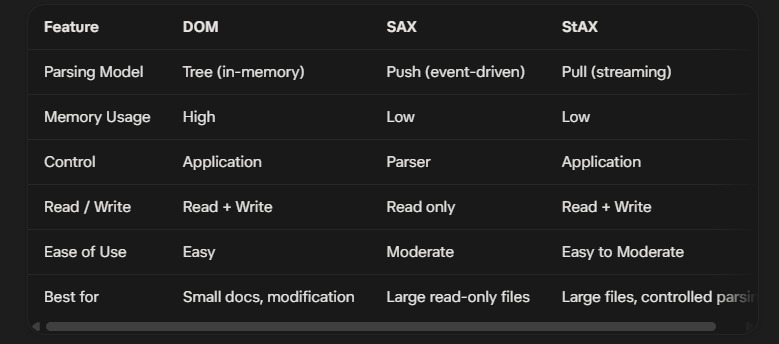 Feature DOM SAX StAX
Parsing Model Tree (in-memory) Push (event-driven) Pull (streaming)
Memory Usage High Low Low
Control Application Parser Application
Read / Write Read + Write Read only Read + Write
Ease of Use Easy Moderate Easy to Moderate
Best for Small docs, modification Large read-only files Large files, controlled